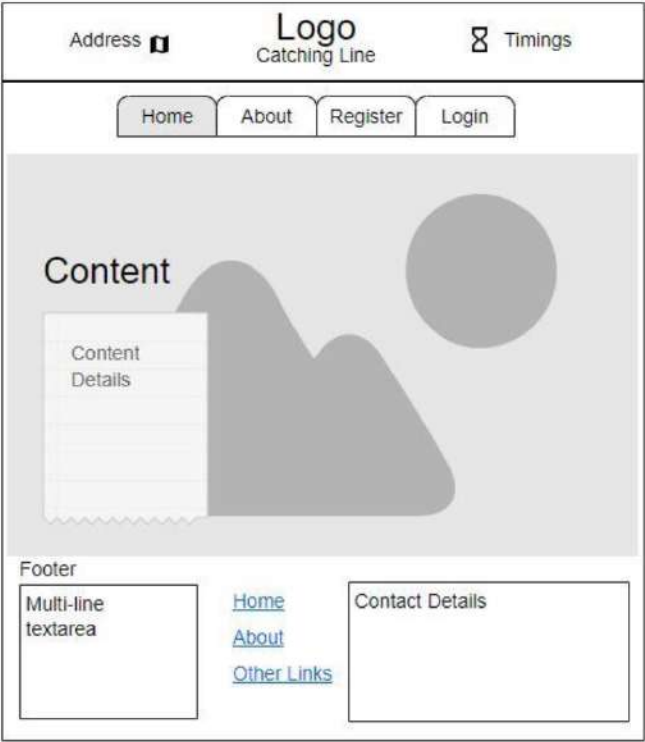 Address
Logo
Catching Line
Timings
Home
About
Register
Login
Content
Content
Details
Footer
Multi-line
textarea
Home
About
Other Links
Contact Details